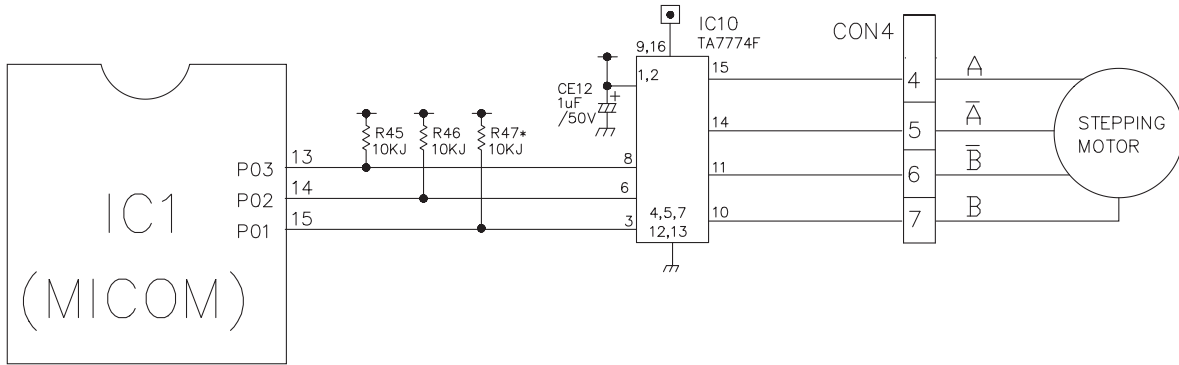 IC1
(MICOM)
P03
P02
P01
13
14
15
R45
10KJ
R46
10KJ
R47*
10KJ
CE12
1uF
/50V
+
9,16
IC10
TA7774F
1,2
8
6
3
4,5,7
12,13
15
14
11
10
CON4
4
5
6
7
A
A̅
B̅
B
STEPPING
MOTOR